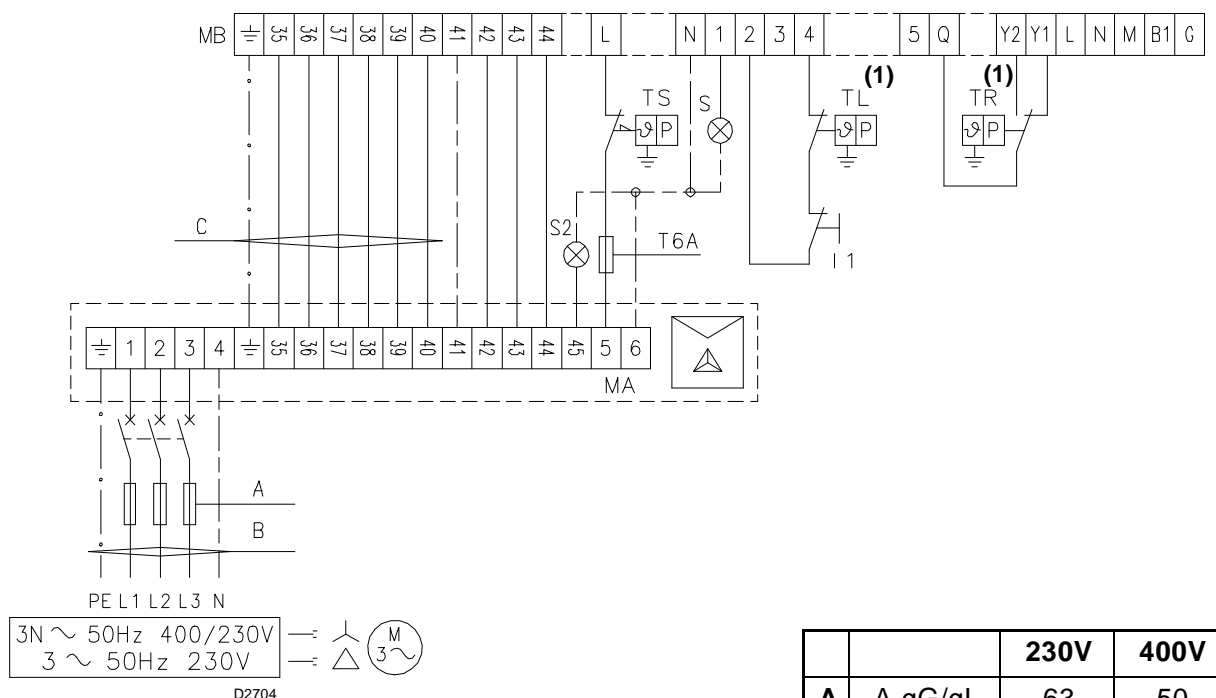 MB 35 36 37 38 39 40 41 42 43 44 L N 1 2 3 4 5 Q Y2 Y1 L N M B1 G
(1) (1)
TS S TL TR
ϑ P ϑ P ϑ P
C
S2
T6A
I1
1 2 3 4 35 36 37 38 39 40 41 42 43 44 45 5 6
MA
A
B
PE L1 L2 L3 N
3N ~ 50Hz 400/230V
3 ~ 50Hz 230V
M
3~
D2704
230V 400V
A A gG/gL 63 50